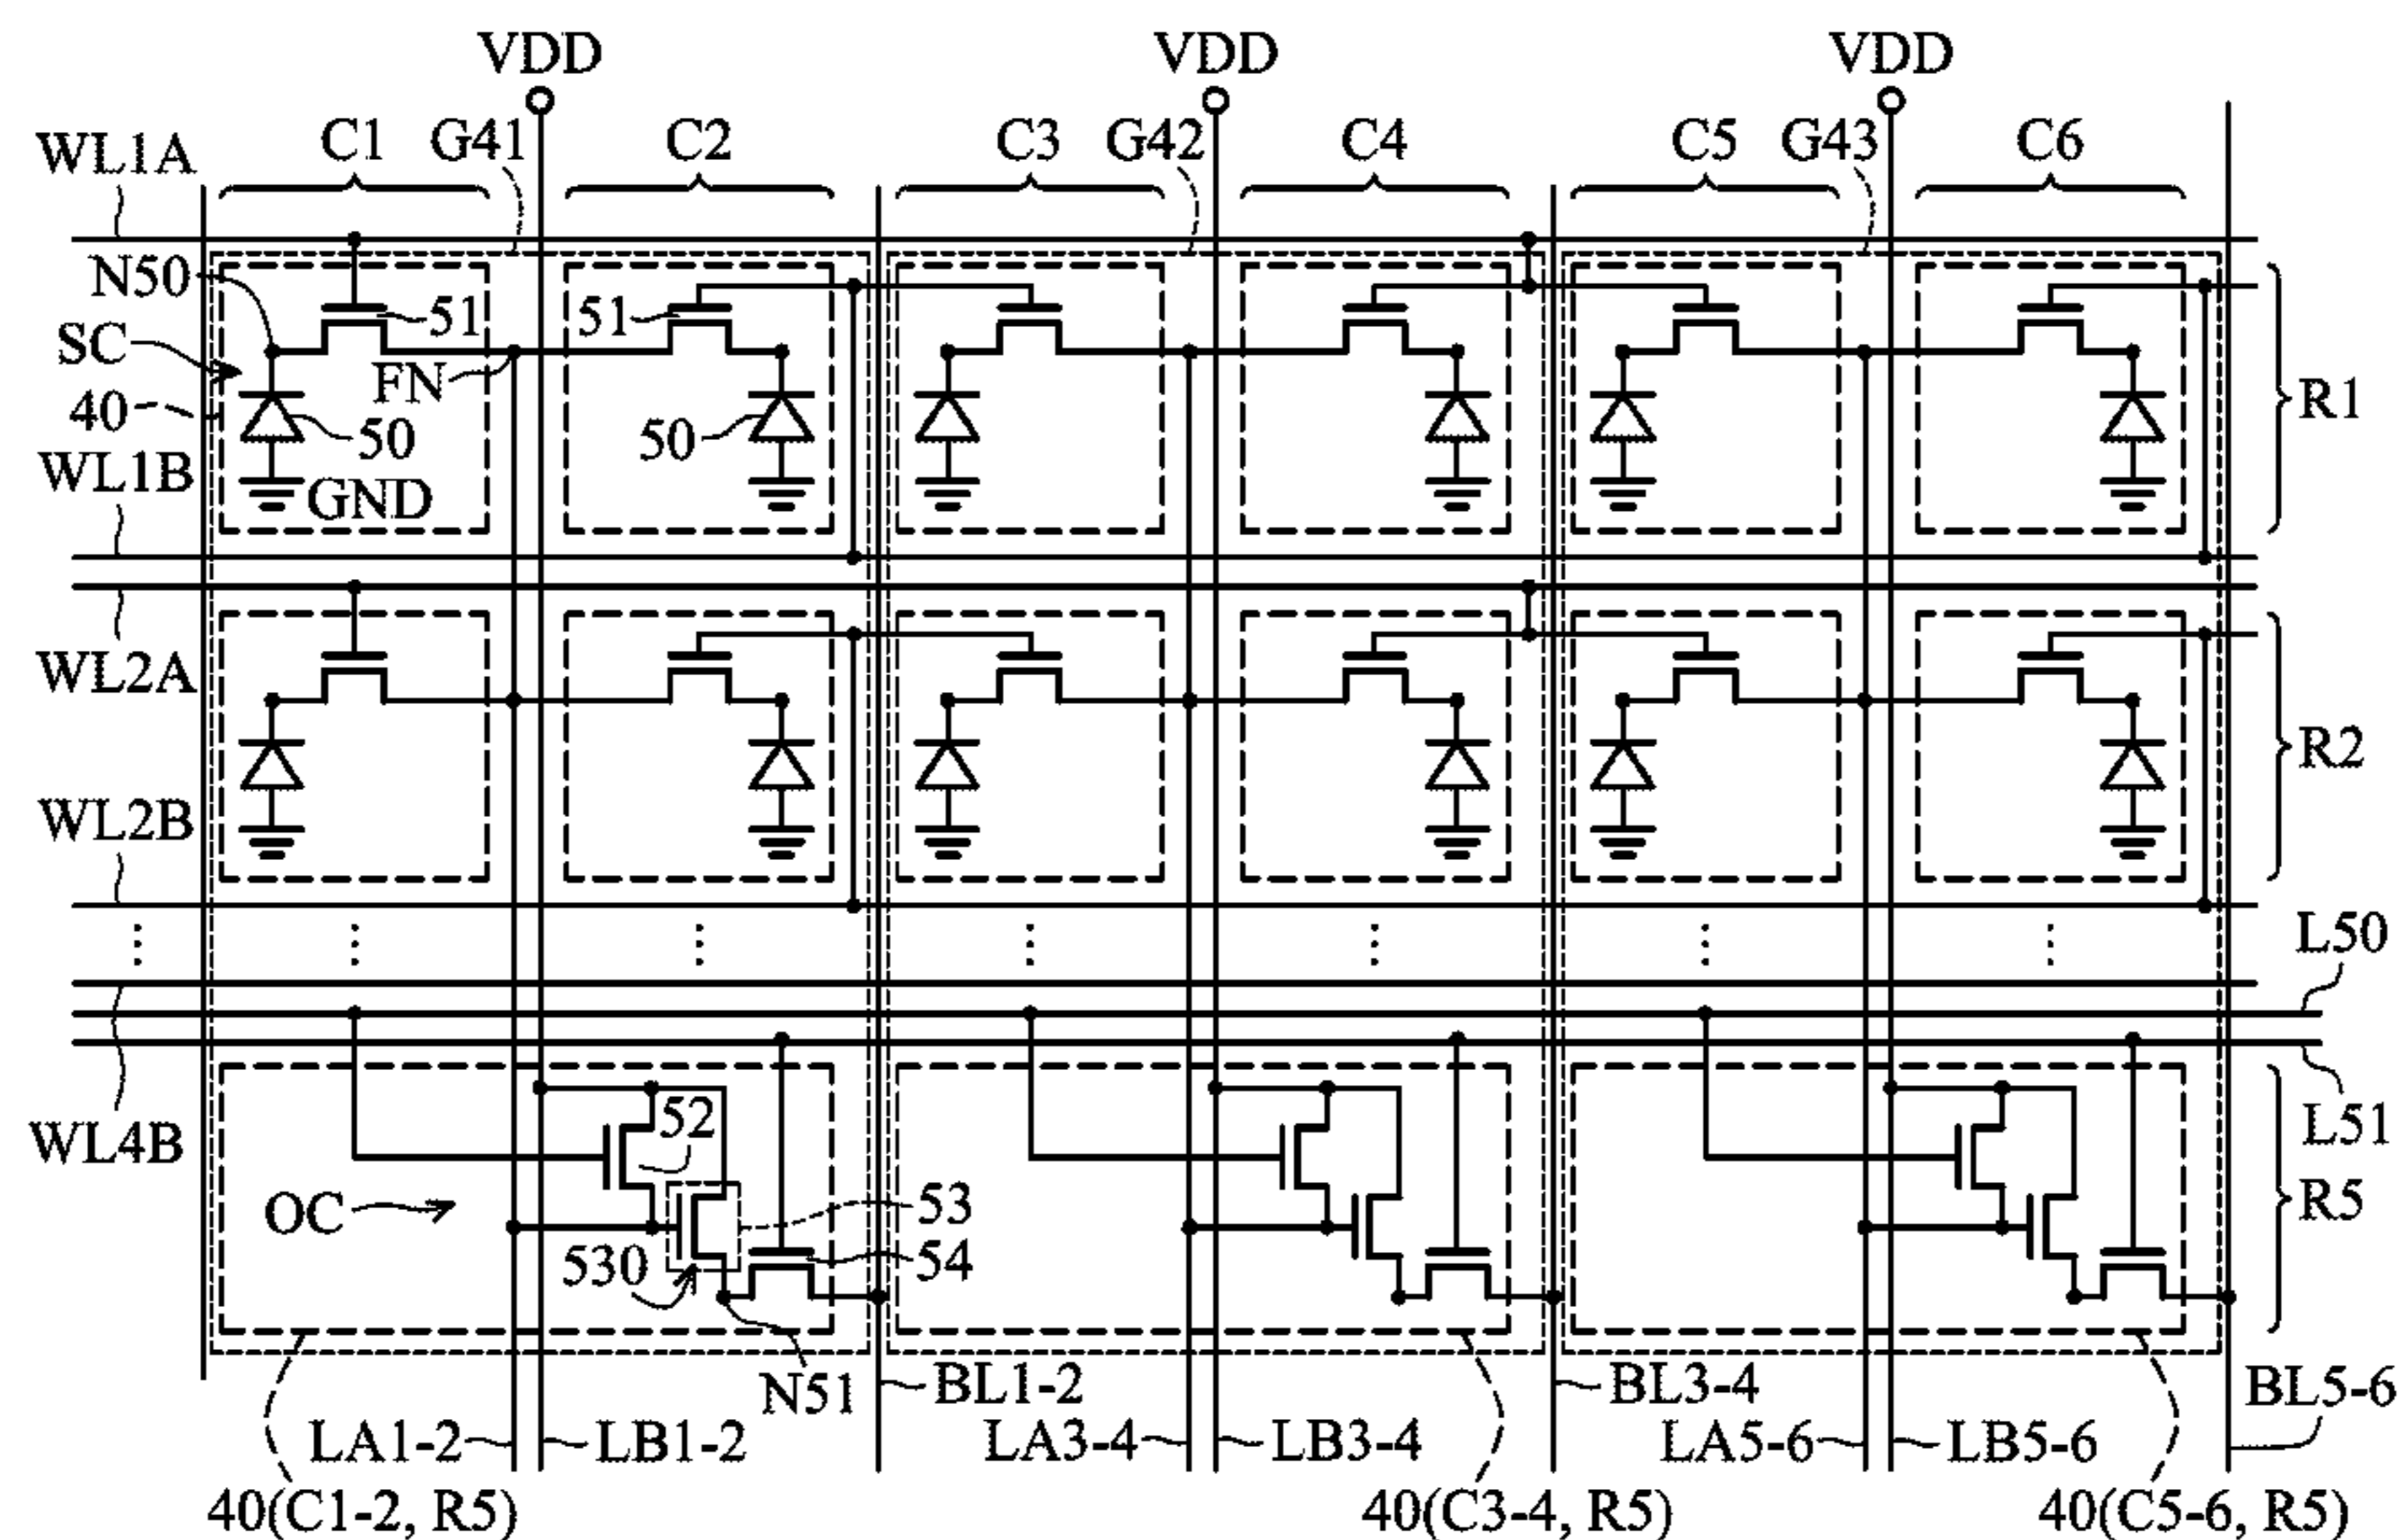 VDD VDD VDD
WL1A C1 G41 C2 C3 G42 C4 C5 G43 C6
N50 51 51
SC FN R1
40 50 50
WL1B GND
WL2A R2
WL2B
L50
WL4B 52 L51
OC 53 R5
530 54
N51 BL1-2 BL3-4 BL5-6
LA1-2 LB1-2 LA3-4 LB3-4 LA5-6 LB5-6
40(C1-2, R5) 40(C3-4, R5) 40(C5-6, R5)